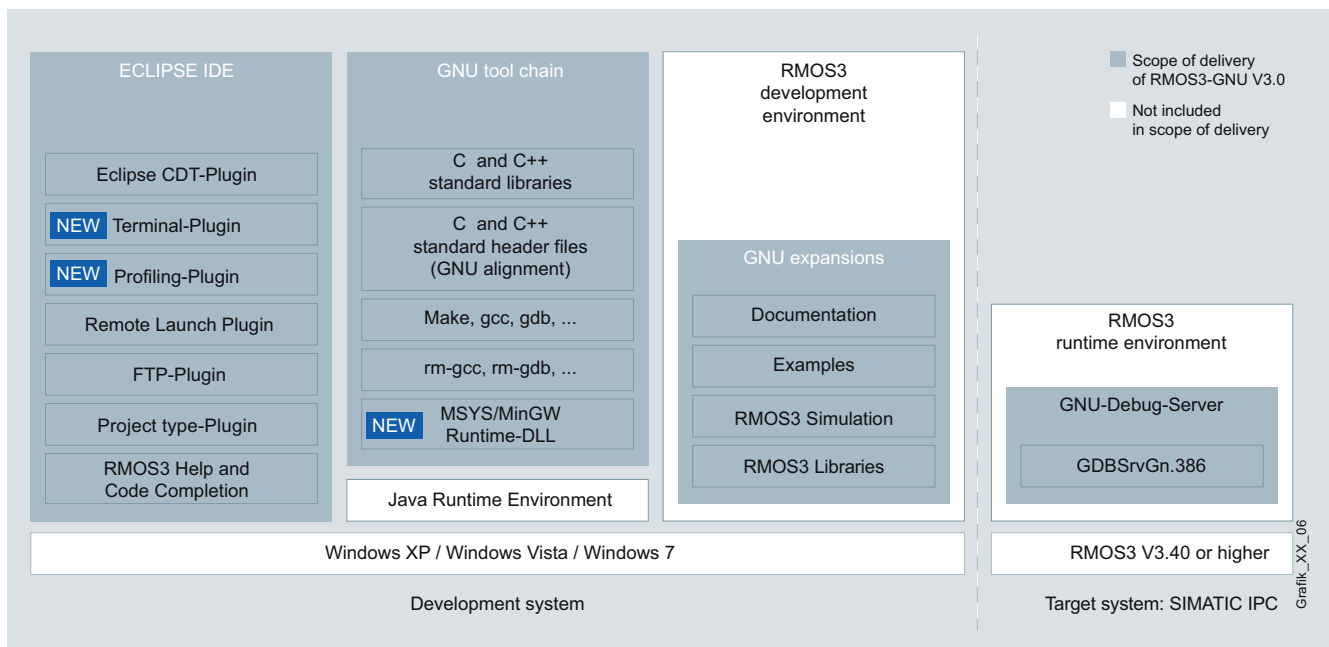 ECLIPSE IDE
Eclipse CDT-Plugin
NEW Terminal-Plugin
NEW Profiling-Plugin
Remote Launch Plugin
FTP-Plugin
Project type-Plugin
RMOS3 Help and
Code Completion
GNU tool chain
C and C++
standard libraries
C and C++
standard header files
(GNU alignment)
Make, gcc, gdb, ...
rm-gcc, rm-gdb, ...
NEW MSYS/MinGW
Runtime-DLL
Java Runtime Environment
RMOS3
development
environment
GNU expansions
Documentation
Examples
RMOS3 Simulation
RMOS3 Libraries
Windows XP / Windows Vista / Windows 7
Development system
Scope of delivery
of RMOS3-GNU V3.0
Not included
in scope of delivery
RMOS3
runtime environment
GNU-Debug-Server
GDBSrvGn.386
RMOS3 V3.40 or higher
Target system: SIMATIC IPC
Grafik_XX_06